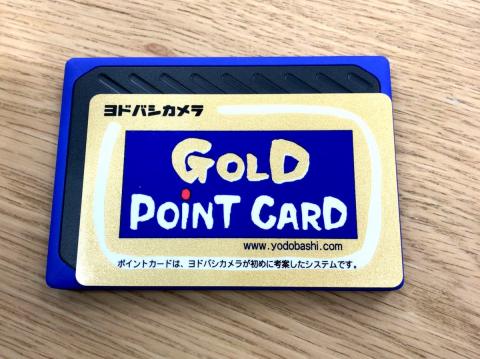 ヨドバシカメラ
GOLD
POINT CARD
www.yodobashi.com
ポイントカードは、ヨドバシカメラが初めに考案したシステムです。